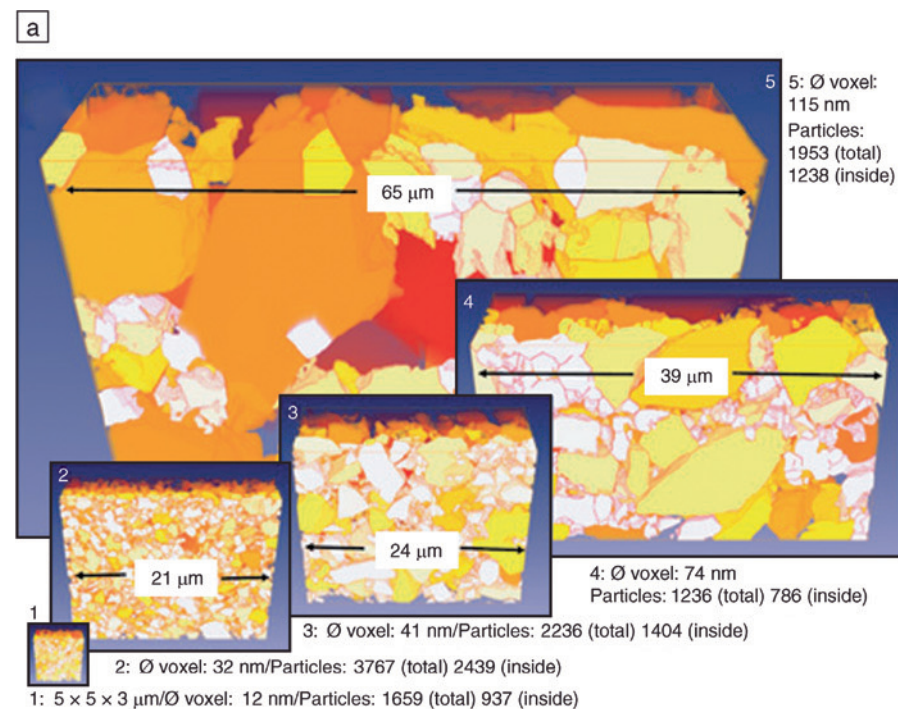 a
5
5: Ø voxel:
115 nm
Particles:
1953 (total)
1238 (inside)
65 μm
4
39 μm
3
24 μm
4: Ø voxel: 74 nm
Particles: 1236 (total) 786 (inside)
2
21 μm
3: Ø voxel: 41 nm/Particles: 2236 (total) 1404 (inside)
1
2: Ø voxel: 32 nm/Particles: 3767 (total) 2439 (inside)
1: 5 × 5 × 3 μm/Ø voxel: 12 nm/Particles: 1659 (total) 937 (inside)